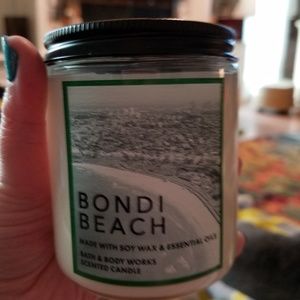 BONDI
BEACH
MADE WITH SOY WAX & ESSENTIAL OILS
BATH & BODY WORKS
SCENTED CANDLE